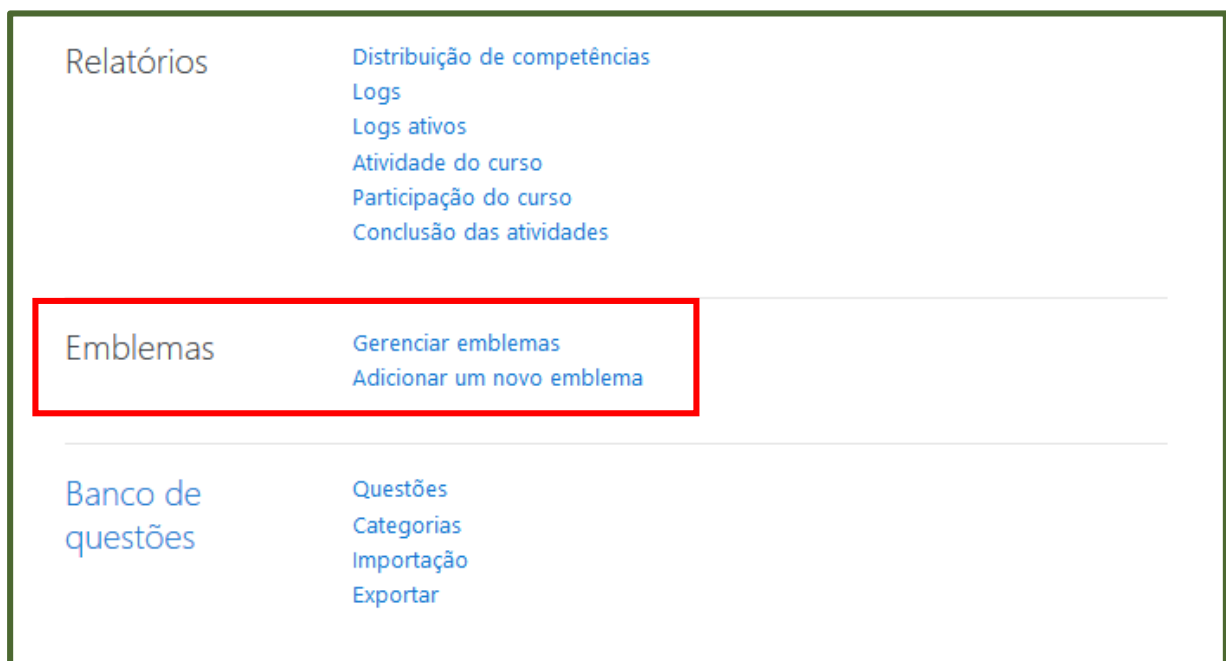 Relatórios
Distribuição de competências
Logs
Logs ativos
Atividade do curso
Participação do curso
Conclusão das atividades
Emblemas
Gerenciar emblemas
Adicionar um novo emblema
Banco de
questões
Questões
Categorias
Importação
Exportar